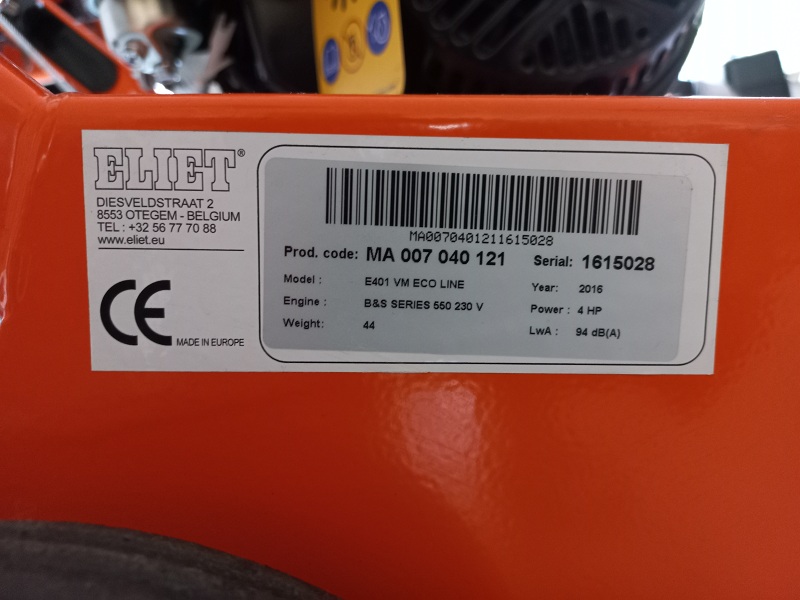 ELIET®
DIESVELDSTRAAT 2
8553 OTEGEM - BELGIUM
TEL : +32 56 77 70 88
www.eliet.eu
CE MADE IN EUROPE
MA0070401211615028
Prod. code: MA 007 040 121 Serial: 1615028
Model : E401 VM ECO LINE Year: 2016
Engine : B&S SERIES 550 230 V Power : 4 HP
Weight: 44 LwA : 94 dB(A)